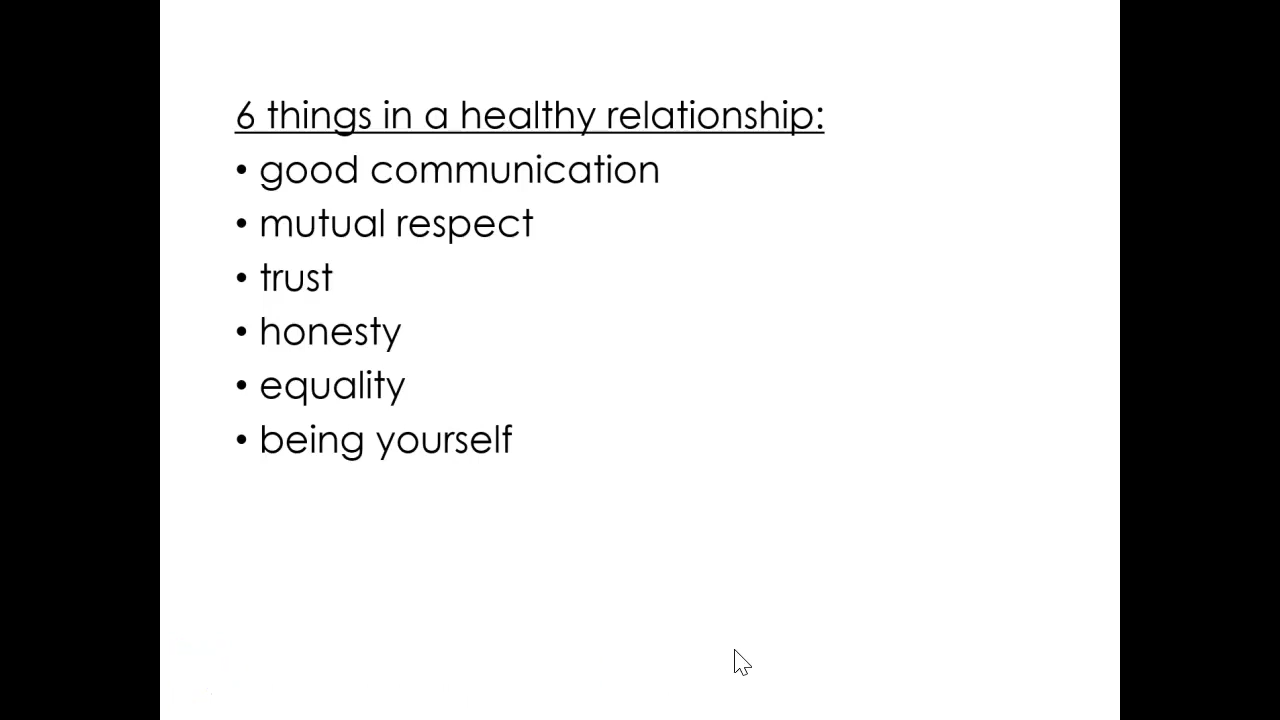 6 things in a healthy relationship:
• good communication
• mutual respect
• trust
• honesty
• equality
• being yourself